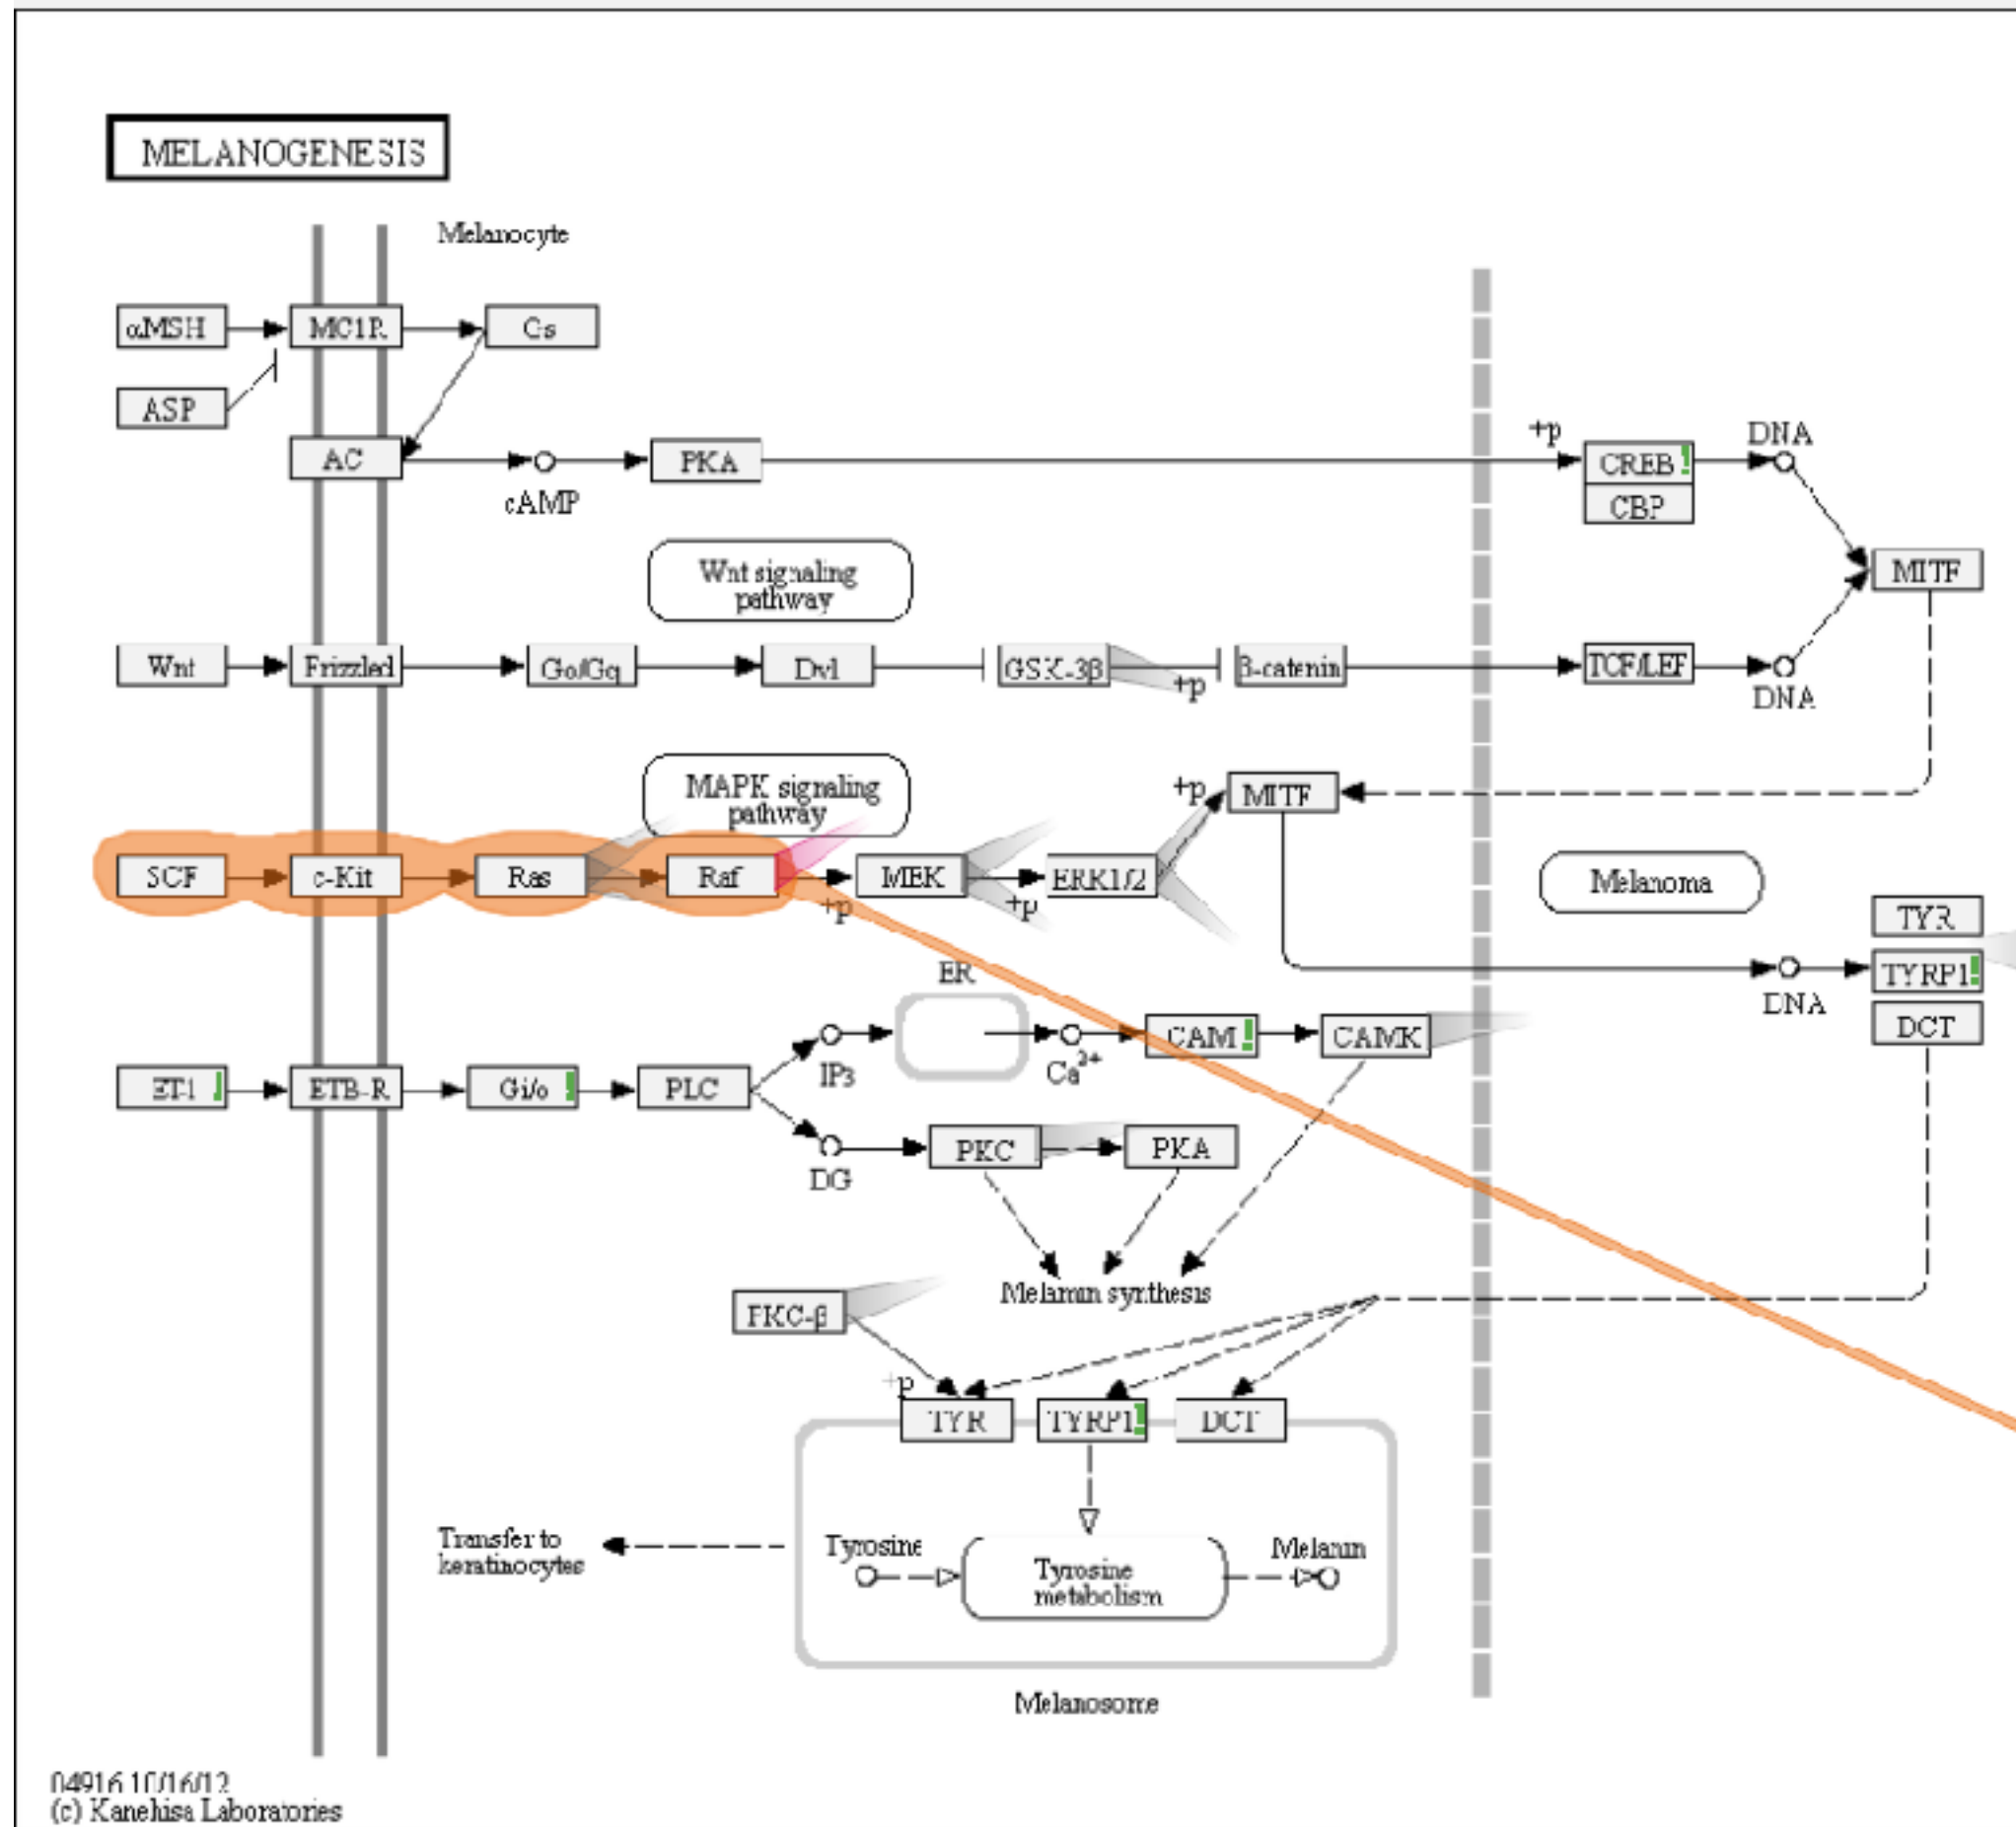 MELANOGENESIS
Melanocyte
αMSH
MC1R
Gs
ASP
AC
cAMP
PKA
+p
CREB
CBP
DNA
MITF
Wnt signaling
pathway
Wnt
Frizzled
Go/Gq
Dvl
GSK-3β
+p
β-catenin
TCF/LEF
DNA
MAPK signaling
pathway
+p
MITF
SCF
c-Kit
Ras
Raf
+p
MEK
+p
ERK1/2
Melanoma
TYR
TYRP1
DCT
DNA
ER
IP3
Ca2+
CAM
CAMK
ET1
ETB-R
Gi/o
PLC
DG
PKC
PKA
Melamin synthesis
PKC-β
+p
TYR
TYRP1
DCT
Transfer to
keratinocytes
Tyrosine
Tyrosine
metabolism
Melanin
Melanosome
04916 10/16/12
(c) Kanehisa Laboratories